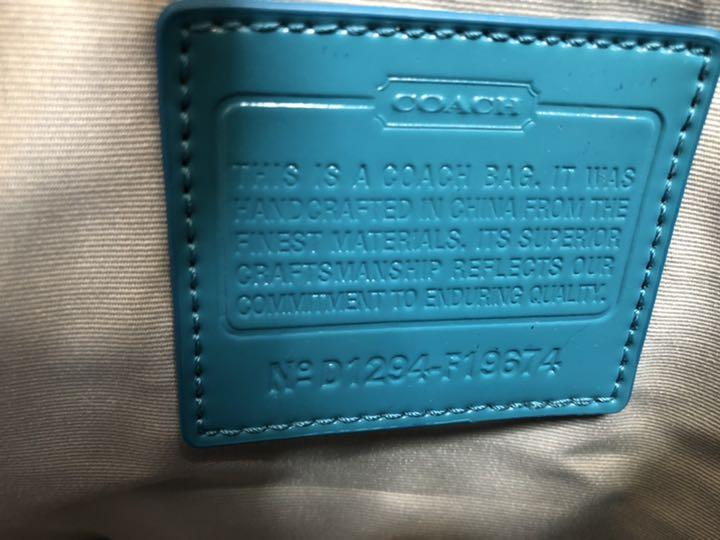 COACH
THIS IS A COACH BAG. IT WAS
HANDCRAFTED IN CHINA FROM THE
FINEST MATERIALS. ITS SUPERIOR
CRAFTSMANSHIP REFLECTS OUR
COMMITMENT TO ENDURING QUALITY.
Nº D1294-F19674